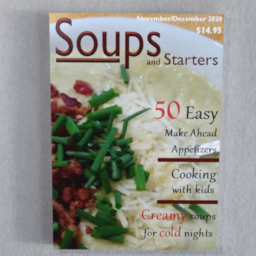 November/December 2020
$14.95
Soups
and Starters
50 Easy
Make Ahead
Appetizers
Cooking
with kids
Creamy soups
for cold nights